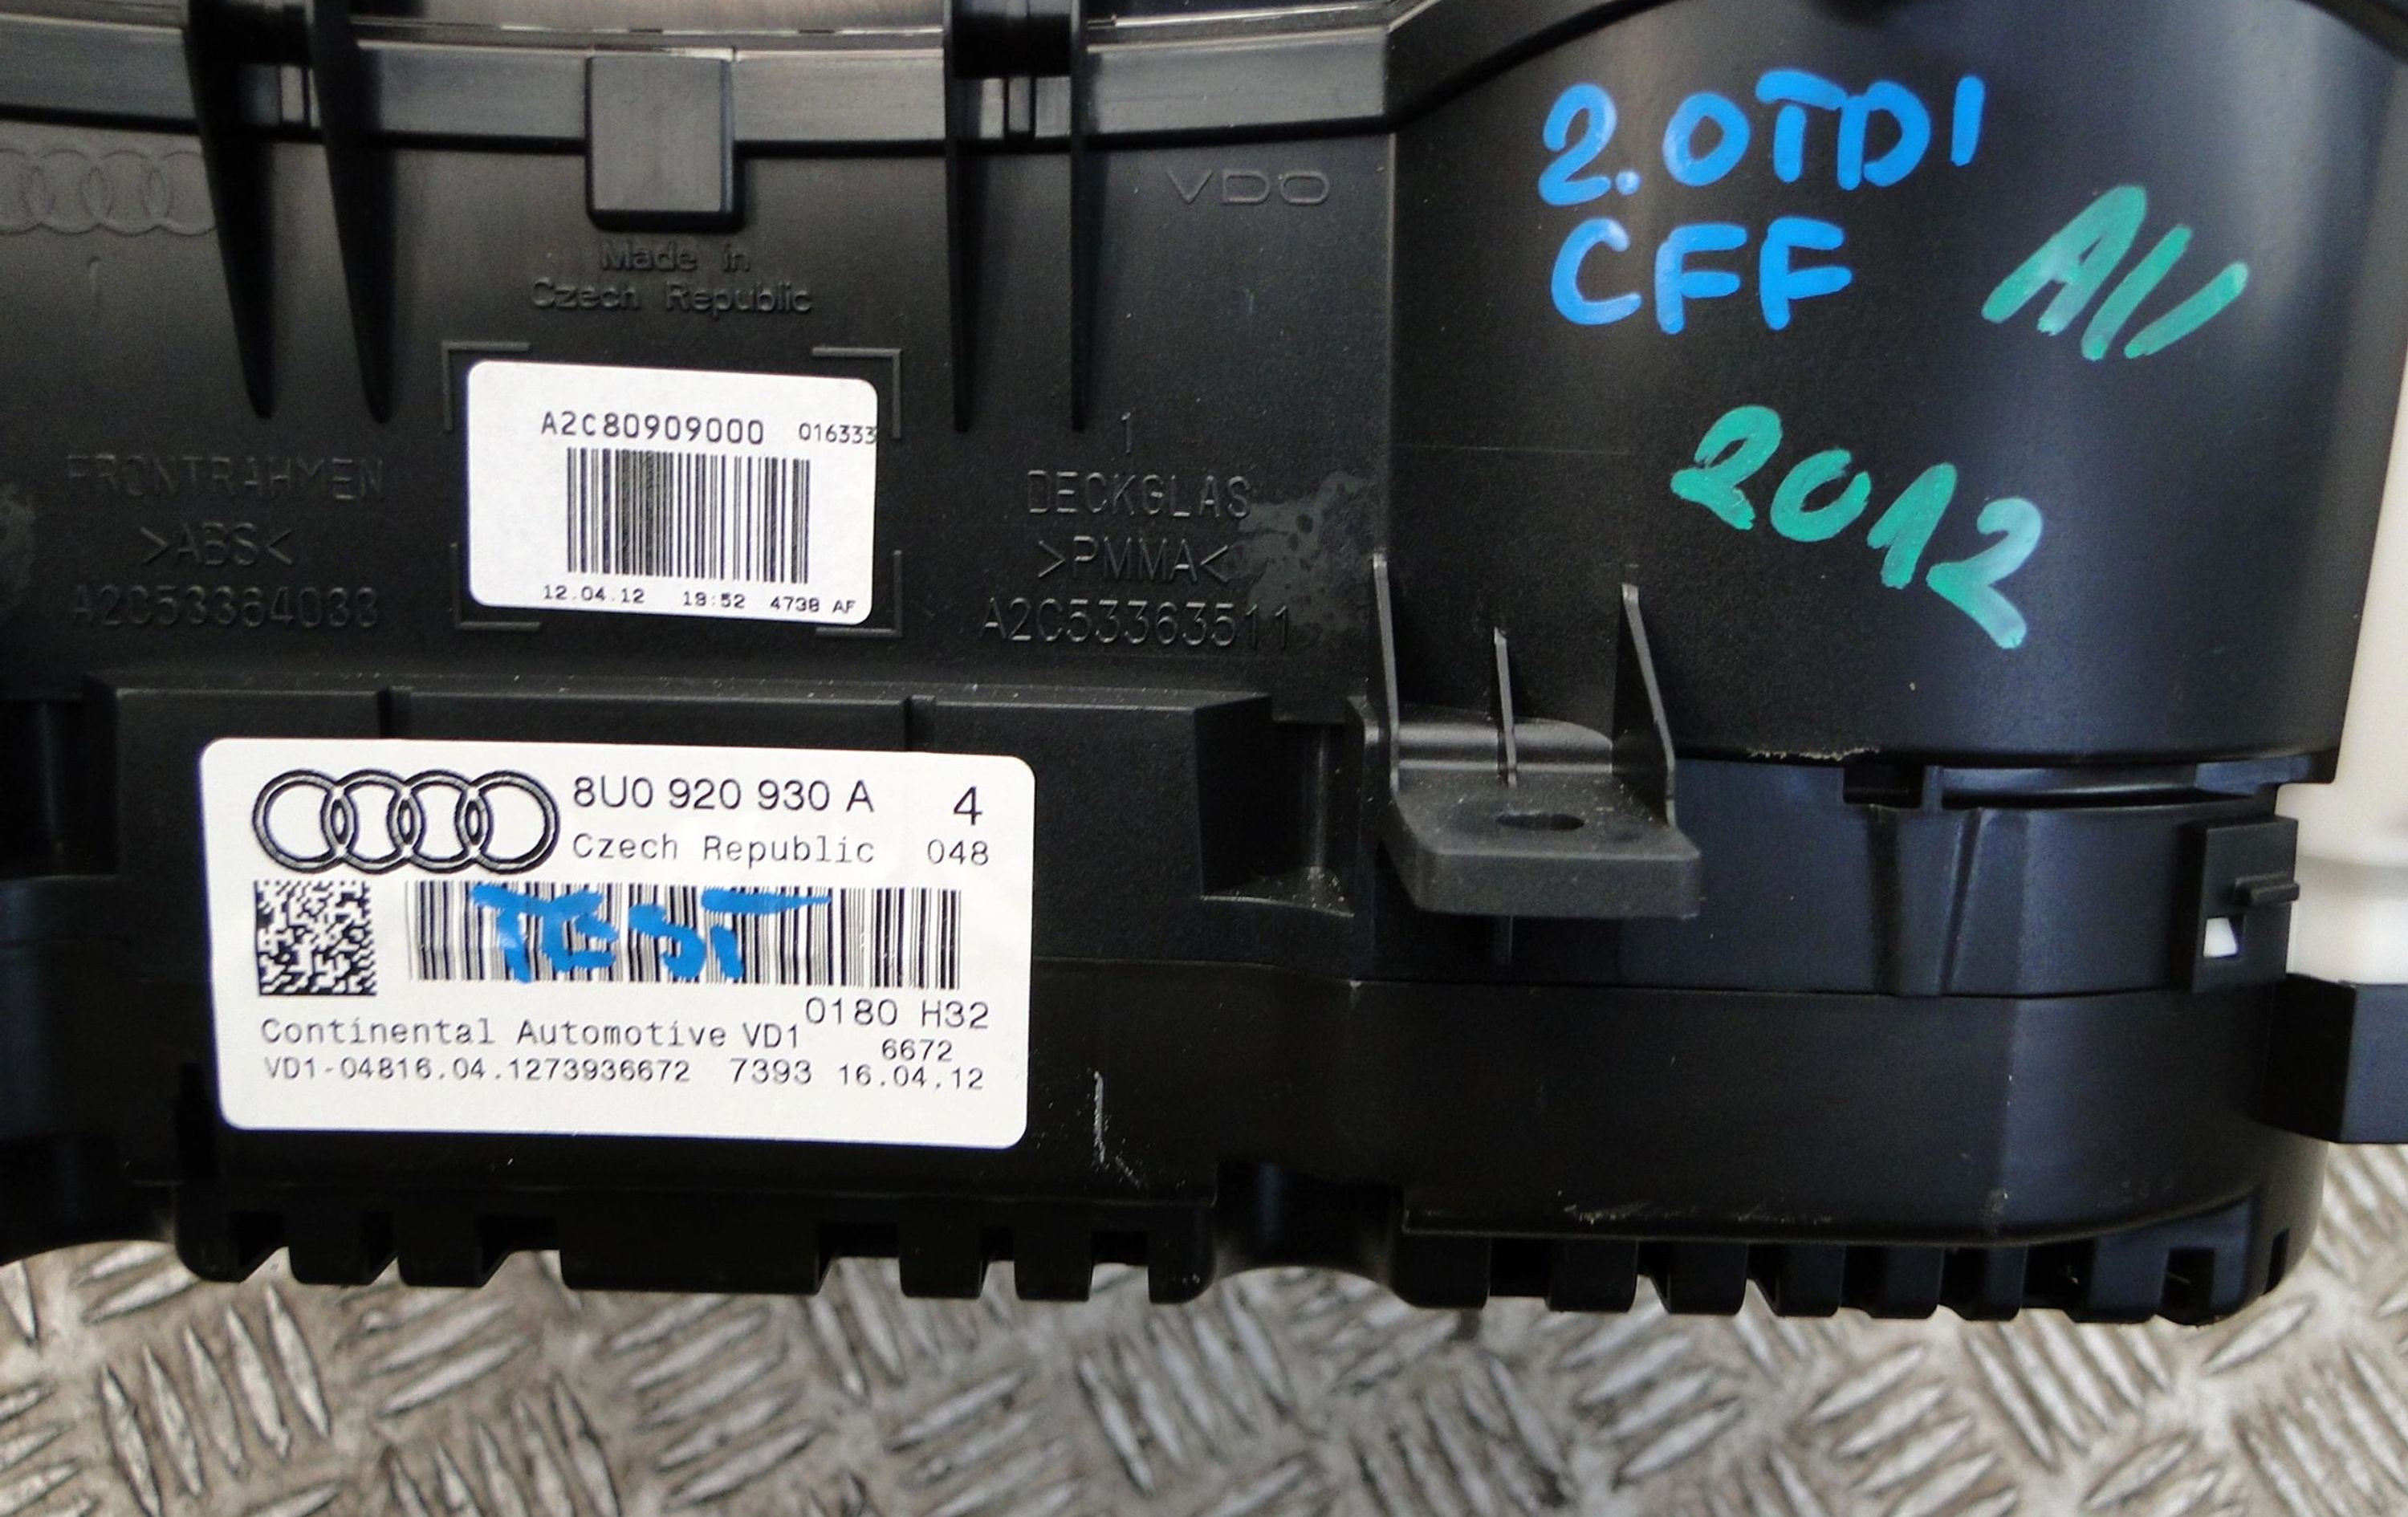 VDO
2.0TDI
CFF
AU
2012
Made in
Czech Republic
A2C80909000 016333
12.04.12 19:52 4738 AF
FRONTRAHMEN
>ABS<
A2C53364033
1
DECKGLAS
>PMMA<
A2C53363511
8U0 920 930 A 4
Czech Republic 048
TEST
0180 H32
Continental Automotive VD1
6672
VD1-04816.04.1273936672 7393 16.04.12